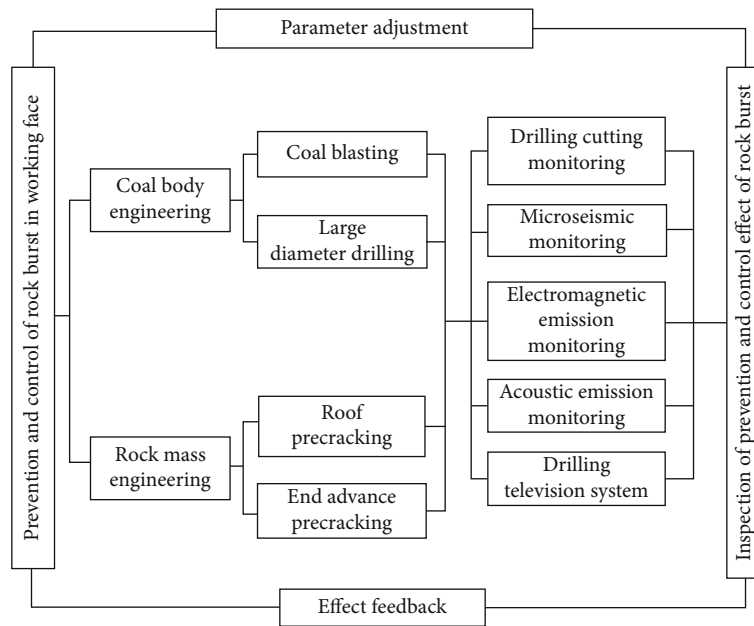 Parameter adjustment
Prevention and control of rock burst in working face
Coal body
engineering
Rock mass
engineering
Coal blasting
Large
diameter drilling
Roof
precracking
End advance
precracking
Drilling cutting
monitoring
Microseismic
monitoring
Electromagnetic
emission
monitoring
Acoustic emission
monitoring
Drilling
television system
Inspection of prevention and control effect of rock burst
Effect feedback